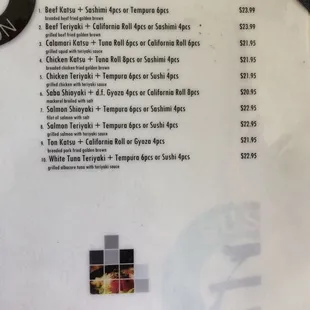 1. Beef Katsu + Sashimi 4pcs or Tempura 6pcs $23.99
breaded beef fried golden brown
2. Beef Teriyaki + California Roll 4pcs or Sashimi 4pcs $23.99
grilled beef fried golden brown
3. Calamari Katsu + Tuna Roll 6pcs or California Roll 6pcs $21.95
grilled squid with teriyaki sauce
4. Chicken Katsu + Tuna Roll 8pcs or Sashimi 4pcs $21.95
breaded chicken fried golden brown
5. Chicken Teriyaki + Tempura 6pcs or Sushi 4pcs $21.95
grilled chicken with teriyaki sauce
6. Saba Shioyaki + d.f. Gyoza 4pcs or California Roll 8pcs $20.95
mackerel broiled with salt
7. Salmon Shioyaki + Tempura 6pcs or Sashimi 4pcs $22.95
filet of salmon with salt
8. Salmon Teriyaki + Tempura 6pcs or Sushi 4pcs $22.95
grilled salmon with teriyaki sauce
9. Ton Katsu + California Roll or Gyoza 4pcs $21.95
breaded pork fried golden brown
10. White Tuna Teriyaki + Tempura 6pcs or Sushi 4pcs $22.95
grilled albacore tuna with teriyaki sauce